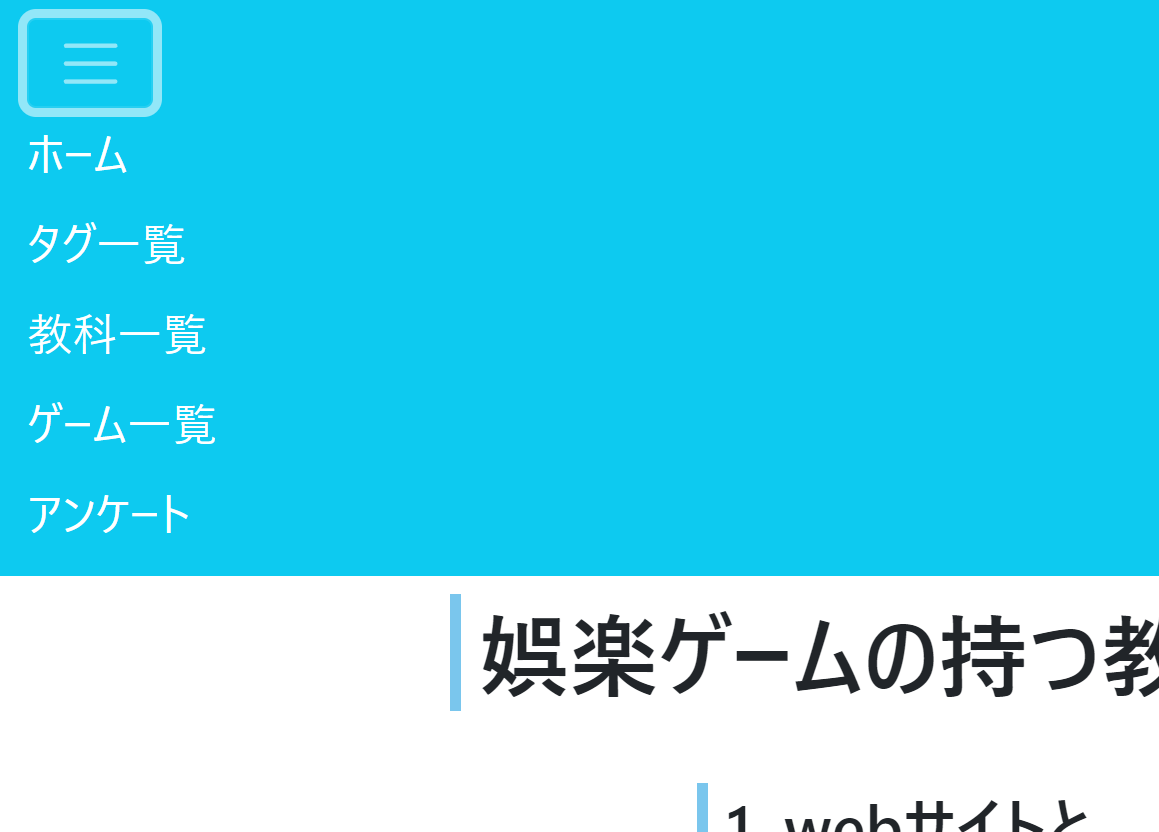 ホーム
タグ一覧
教科一覧
ゲーム一覧
アンケート
娯楽ゲームの持つ教
1. webサイトと